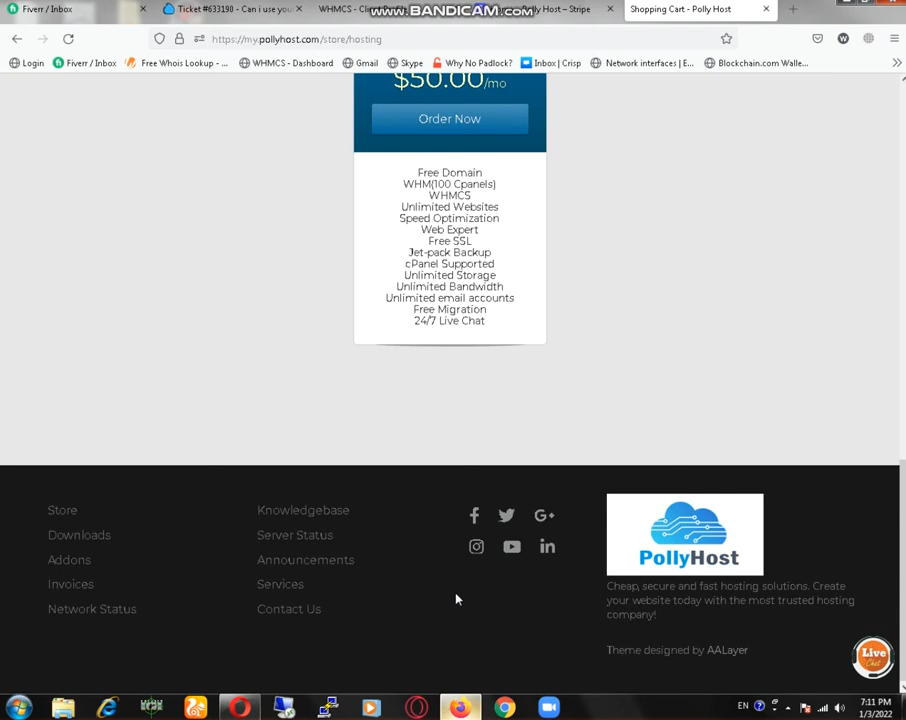 Fiverr / Inbox
Ticket #633190 - Can i use you
WHMCS - Cli
Polly Host – Stripe
Shopping Cart - Polly Host
WWW.BANDICAM.COM
https://my.pollyhost.com/store/hosting
Login
Fiverr / Inbox
Free Whois Lookup - ...
WHMCS - Dashboard
Gmail
Skype
Why No Padlock?
Inbox | Crisp
Network interfaces | E...
Blockchain.com Walle...
$50.00/mo
Order Now
Free Domain
WHM(100 Cpanels)
WHMCS
Unlimited Websites
Speed Optimization
Web Expert
Free SSL
Jet-pack Backup
cPanel Supported
Unlimited Storage
Unlimited Bandwidth
Unlimited email accounts
Free Migration
24/7 Live Chat
Store
Downloads
Addons
Invoices
Network Status
Knowledgebase
Server Status
Announcements
Services
Contact Us
PollyHost
Cheap, secure and fast hosting solutions. Create
your website today with the most trusted hosting
company!
Theme designed by AALayer
Live
Chat
EN
7:11 PM
1/3/2022